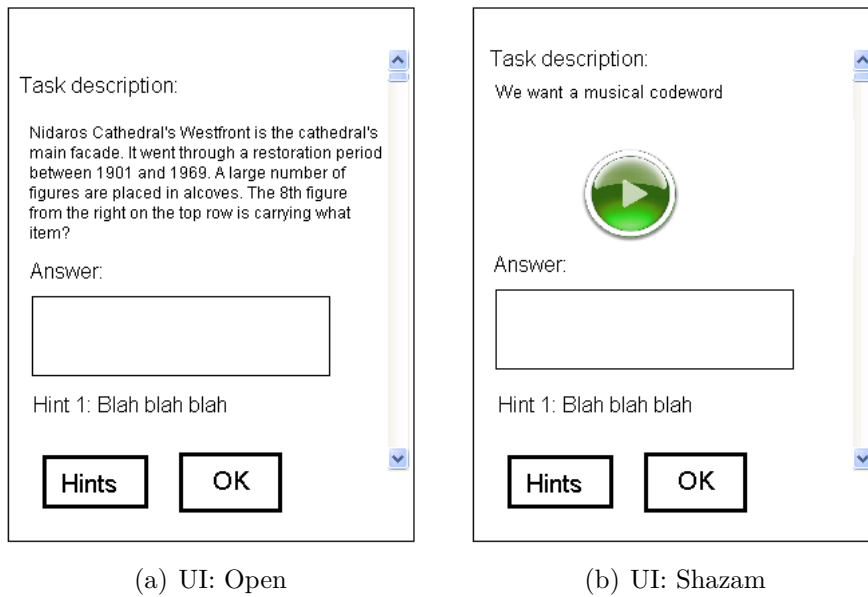 Task description:
Nidaros Cathedral's Westfront is the cathedral's
main facade. It went through a restoration period
between 1901 and 1969. A large number of
figures are placed in alcoves. The 8th figure
from the right on the top row is carrying what
item?
Answer:
Hint 1: Blah blah blah
Hints
OK
(a) UI: Open
Task description:
We want a musical codeword
Answer:
Hint 1: Blah blah blah
Hints
OK
(b) UI: Shazam